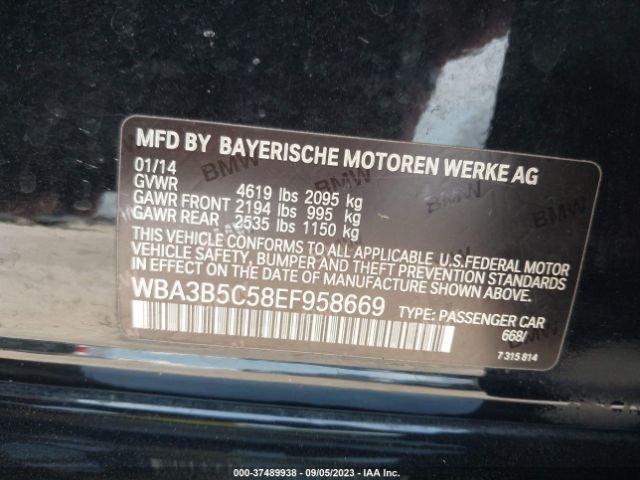 MFD BY BAYERISCHE MOTOREN WERKE AG
01/14
GVWR 4619 lbs 2095 kg
GAWR FRONT 2194 lbs 995 kg
GAWR REAR 2535 lbs 1150 kg
THIS VEHICLE CONFORMS TO ALL APPLICABLE U.S.FEDERAL MOTOR
VEHICLE SAFETY, BUMPER AND THEFT PREVENTION STANDARDS
IN EFFECT ON THE DATE OF MANUFACTURE SHOWN ABOVE.
WBA3B5C58EF958669 TYPE: PASSENGER CAR
668/
7315814
000-37489938 - 09/05/2023 - IAA Inc.